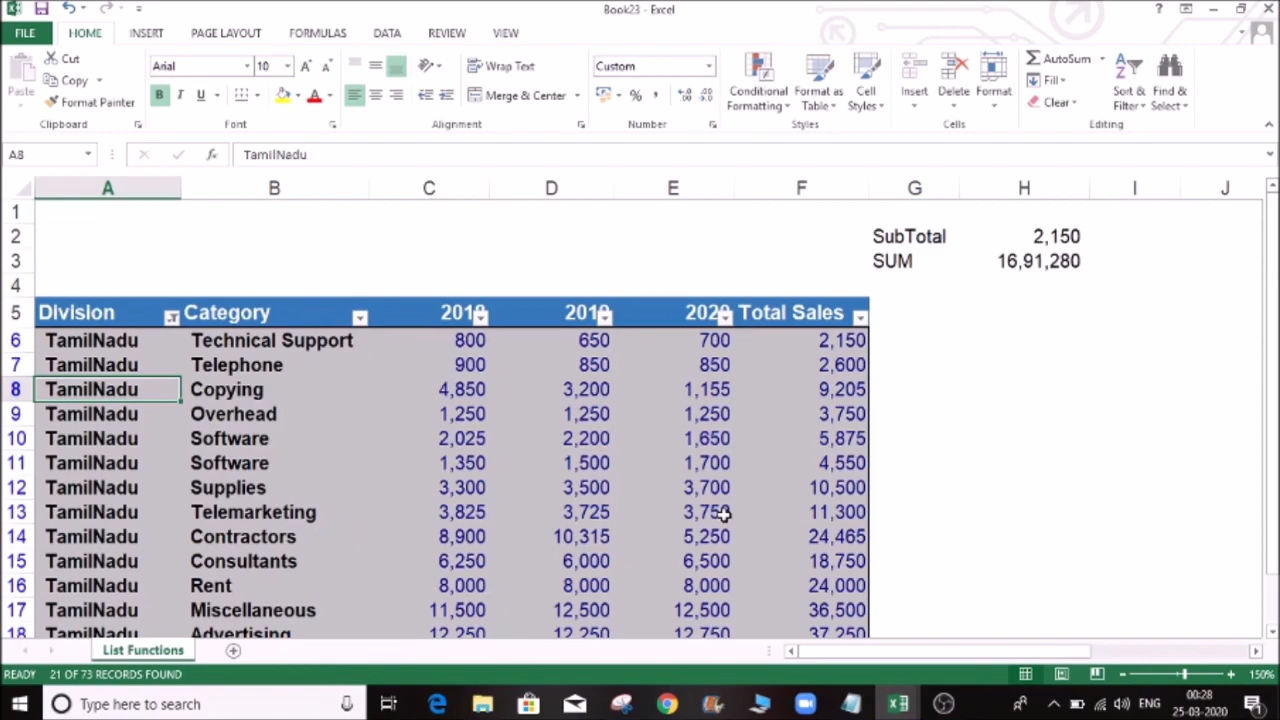 Book23 - Excel
?
FILE HOME INSERT PAGE LAYOUT FORMULAS DATA REVIEW VIEW
Cut
Copy
Format Painter
Paste
Clipboard
Arial 10
B I U
Font
Wrap Text
Merge & Center
Alignment
Custom
%
Number
Conditional Formatting
Format as Table
Cell Styles
Styles
Insert Delete Format
Cells
AutoSum
Fill
Clear
Sort & Filter
Find & Select
Editing
A8 fx TamilNadu
A B C D E F G H I J
1
2 SubTotal 2,150
3 SUM 16,91,280
4
5 Division Category 2020 Total Sales
6 TamilNadu Technical Support 800 650 700 2,150
7 TamilNadu Telephone 900 850 850 2,600
8 TamilNadu Copying 4,850 3,200 1,155 9,205
9 TamilNadu Overhead 1,250 1,250 1,250 3,750
10 TamilNadu Software 2,025 2,200 1,650 5,875
11 TamilNadu Software 1,350 1,500 1,700 4,550
12 TamilNadu Supplies 3,300 3,500 3,700 10,500
13 TamilNadu Telemarketing 3,825 3,725 3,750 11,300
14 TamilNadu Contractors 8,900 10,315 5,250 24,465
15 TamilNadu Consultants 6,250 6,000 6,500 18,750
16 TamilNadu Rent 8,000 8,000 8,000 24,000
17 TamilNadu Miscellaneous 11,500 12,500 12,500 36,500
18 TamilNadu Advertising 12,250 12,250 12,750 37,250
List Functions
READY 21 OF 73 RECORDS FOUND 150%
Type here to search
ENG
00:28
25-03-2020